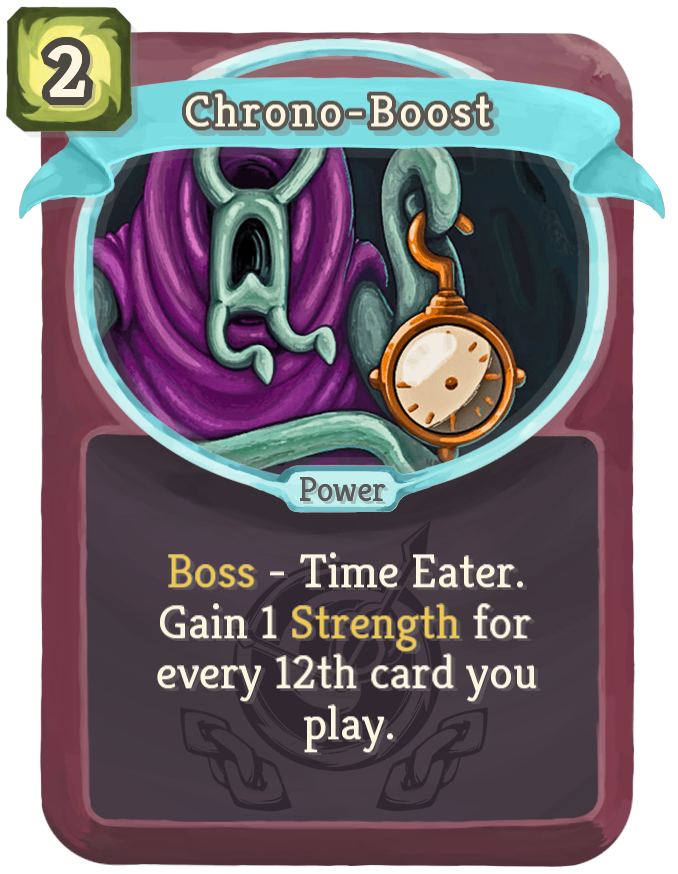 2
Chrono-Boost
Power
Boss - Time Eater.
Gain 1 Strength for
every 12th card you
play.